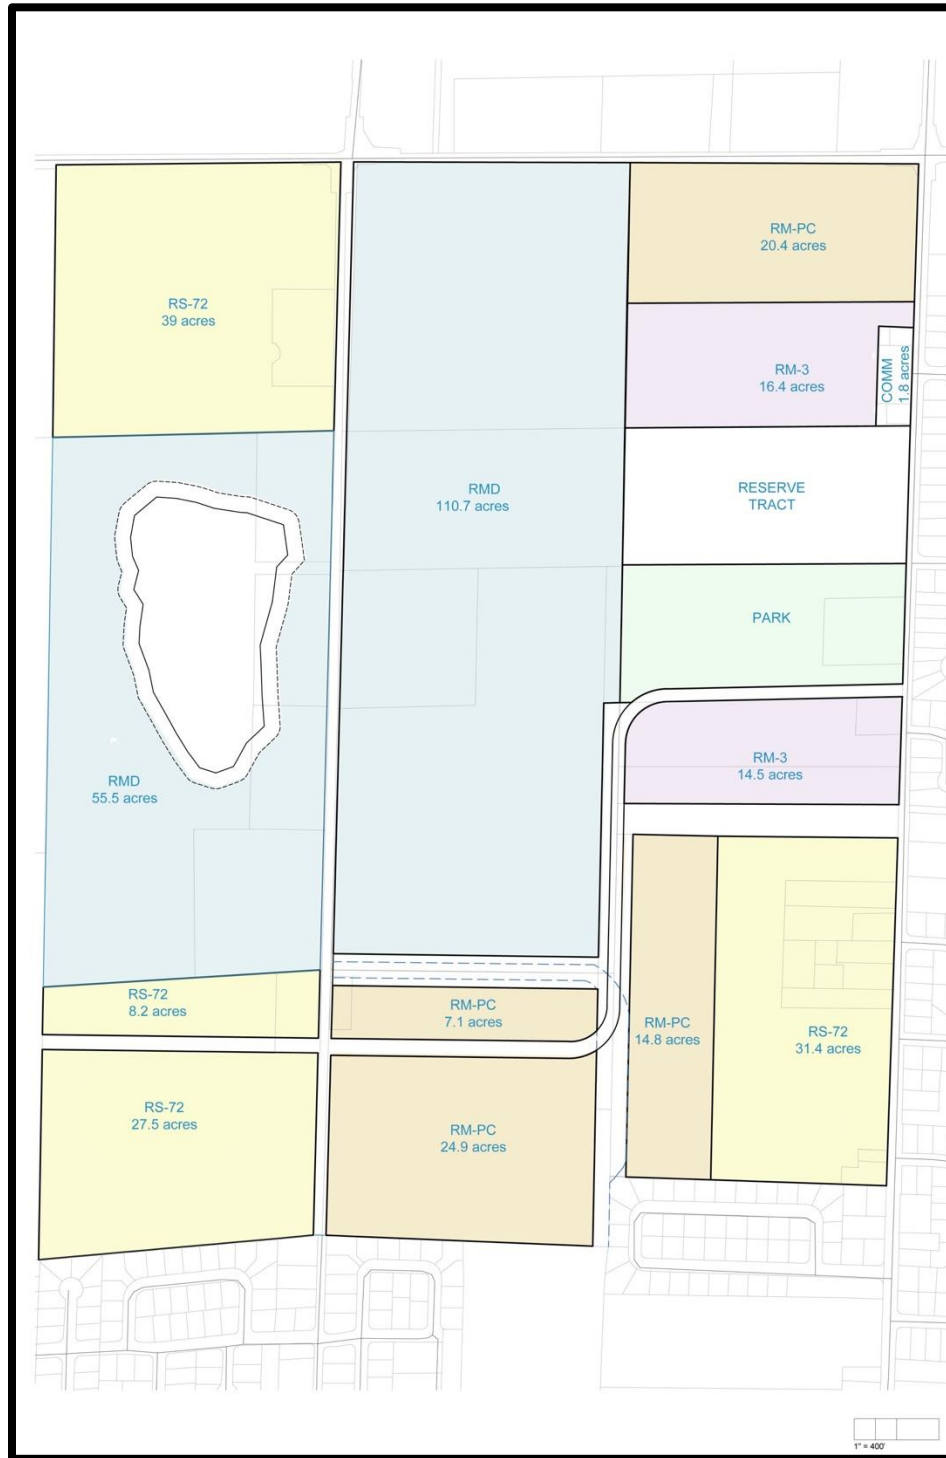 RM-PC
20.4 acres
RS-72
39 acres
RM-3
16.4 acres
COMM
1.8 acres
RMD
110.7 acres
RESERVE
TRACT
PARK
RM-3
14.5 acres
RMD
55.5 acres
RS-72
8.2 acres
RM-PC
7.1 acres
RM-PC
14.8 acres
RS-72
31.4 acres
RS-72
27.5 acres
RM-PC
24.9 acres
1" = 400'